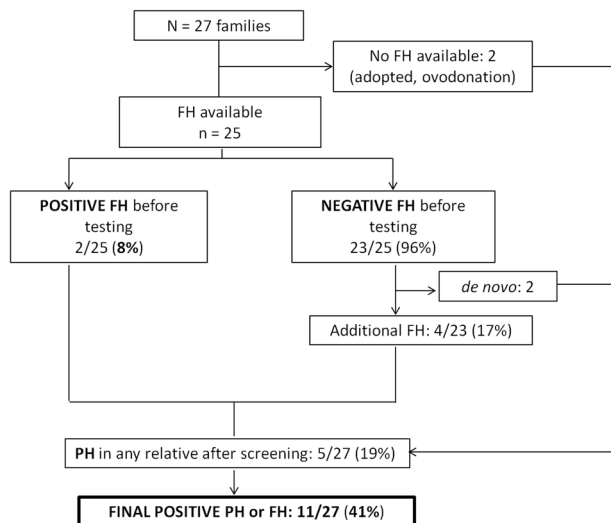 N = 27 families
No FH available: 2
(adopted, ovodonation)
FH available
n = 25
POSITIVE FH before
testing
2/25 (8%)
NEGATIVE FH before
testing
23/25 (96%)
de novo: 2
Additional FH: 4/23 (17%)
PH in any relative after screening: 5/27 (19%)
FINAL POSITIVE PH or FH: 11/27 (41%)